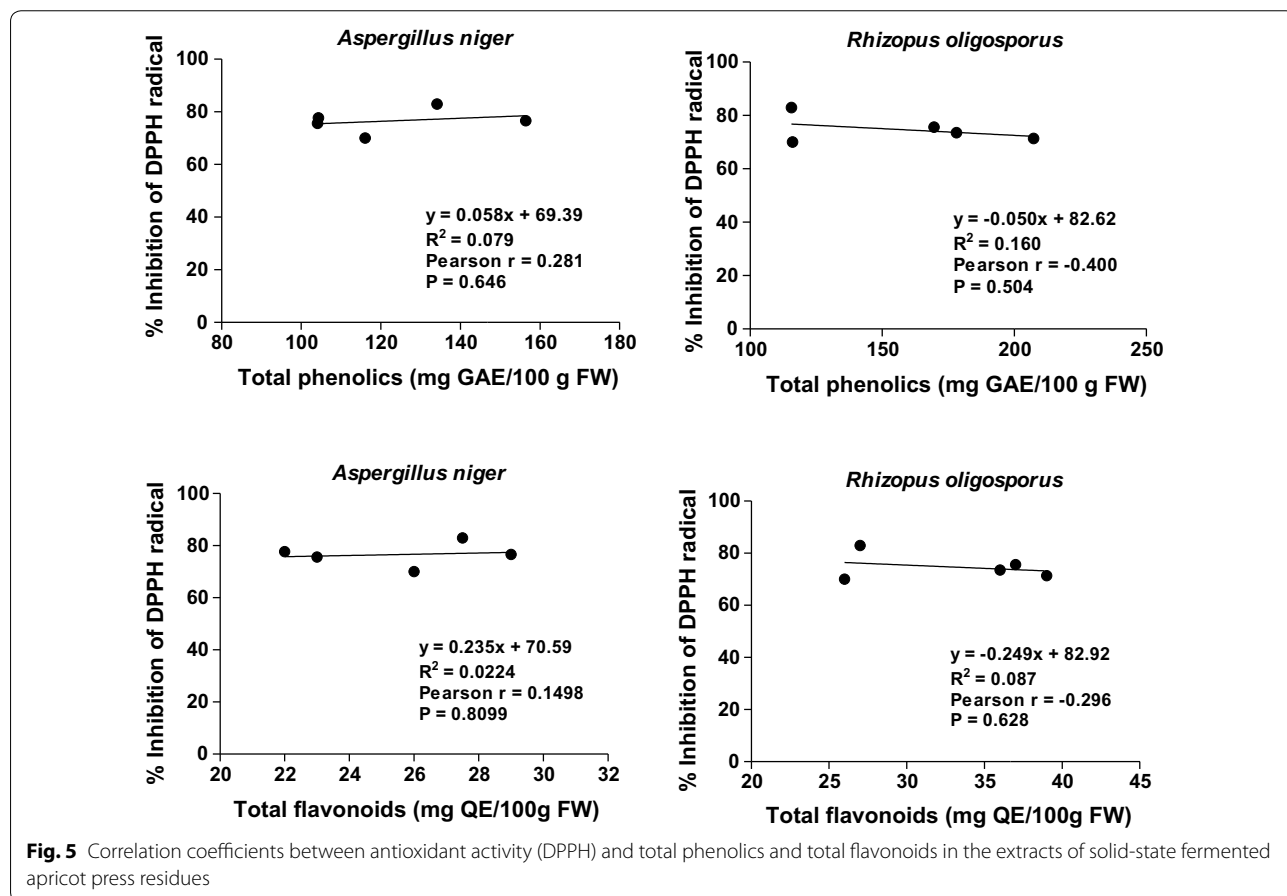 Aspergillus niger
% Inhibition of DPPH radical
100
80
60
40
20
0
y = 0.058x + 69.39
R² = 0.079
Pearson r = 0.281
P = 0.646
80 100 120 140 160 180
Total phenolics (mg GAE/100 g FW)
Rhizopus oligosporus
% Inhibition of DPPH radical
100
80
60
40
20
0
y = -0.050x + 82.62
R² = 0.160
Pearson r = -0.400
P = 0.504
100 150 200 250
Total phenolics (mg GAE/100 g FW)
Aspergillus niger
% Inhibition of DPPH radical
100
80
60
40
20
0
y = 0.235x + 70.59
R² = 0.0224
Pearson r = 0.1498
P = 0.8099
20 22 24 26 28 30 32
Total flavonoids (mg QE/100g FW)
Rhizopus oligosporus
% Inhibition of DPPH radical
100
80
60
40
20
0
y = -0.249x + 82.92
R² = 0.087
Pearson r = -0.296
P = 0.628
20 25 30 35 40 45
Total flavonoids (mg QE/100g FW)
Fig. 5 Correlation coefficients between antioxidant activity (DPPH) and total phenolics and total flavonoids in the extracts of solid-state fermented
apricot press residues